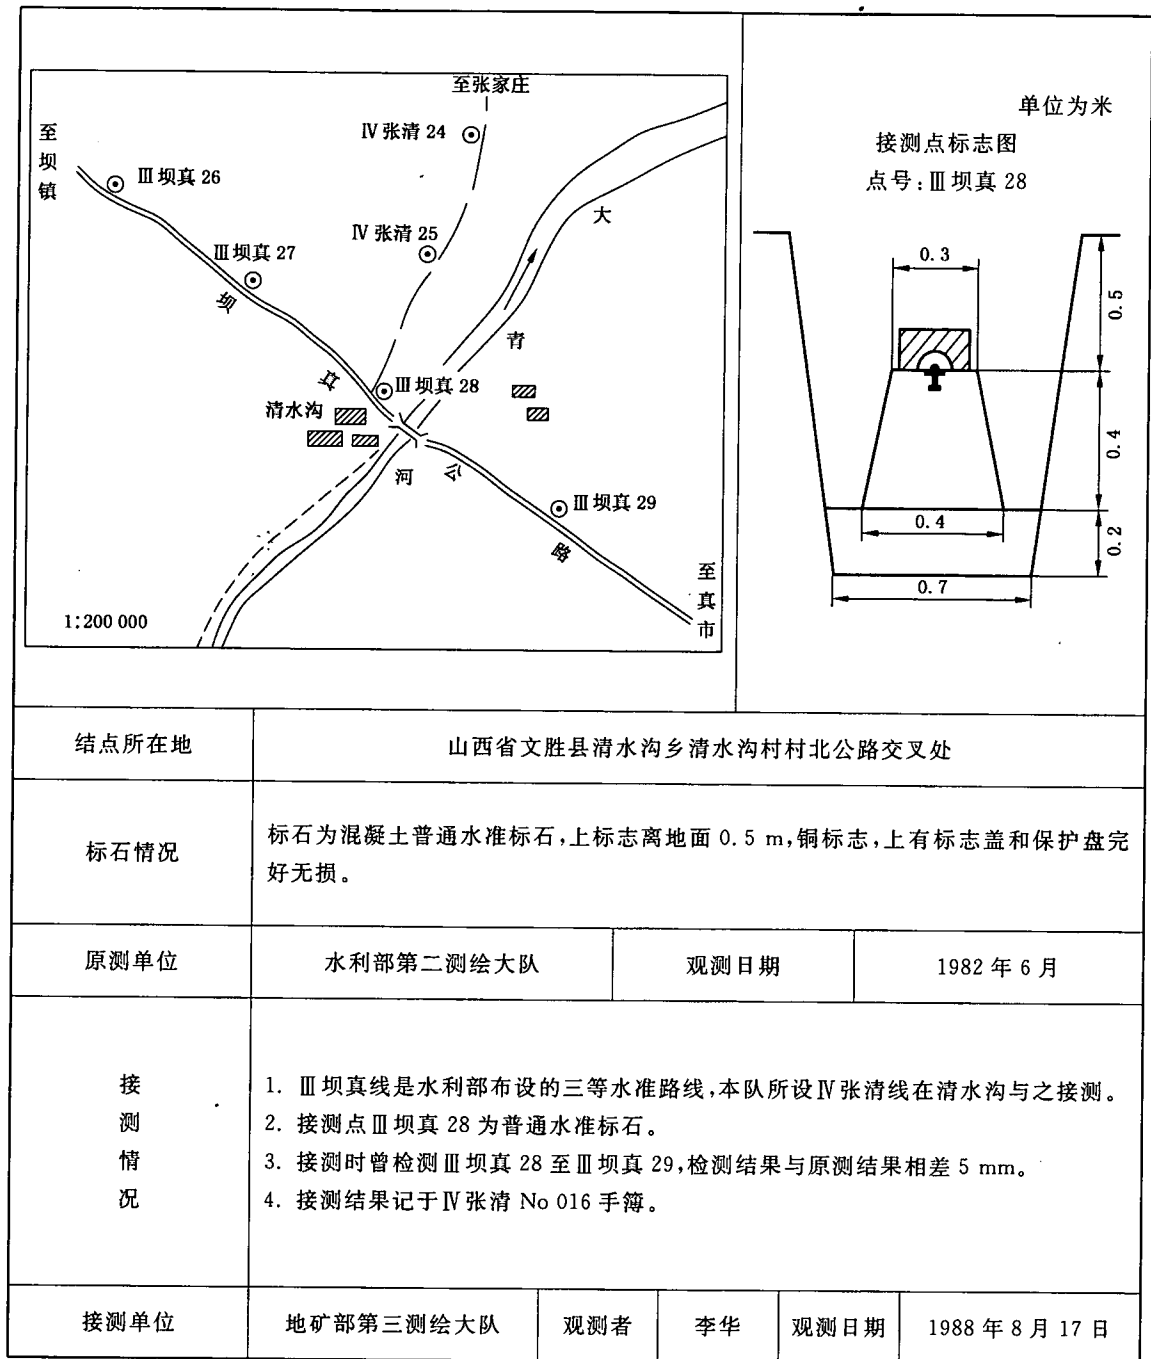 至张家庄
至坝镇
Ⅳ张清 24
Ⅲ坝真 26
大
Ⅳ张清 25
Ⅲ坝真 27
坝
青
真
Ⅲ坝真 28
清水沟
河
公
Ⅲ坝真 29
路
至真市
1:200 000
单位为米
接测点标志图
点号:Ⅲ坝真 28
0.3
0.5
0.4
0.4
0.2
0.7
结点所在地
山西省文胜县清水沟乡清水沟村村北公路交叉处
标石情况
标石为混凝土普通水准标石,上标志离地面 0.5 m,铜标志,上有标志盖和保护盘完
好无损。
原测单位
水利部第二测绘大队
观测日期
1982 年 6 月
接测情况
1. Ⅲ坝真线是水利部布设的三等水准路线,本队所设Ⅳ张清线在清水沟与之接测。
2. 接测点Ⅲ坝真 28 为普通水准标石。
3. 接测时曾检测Ⅲ坝真 28 至Ⅲ坝真 29,检测结果与原测结果相差 5 mm。
4. 接测结果记于Ⅳ张清 No 016 手簿。
接测单位
地矿部第三测绘大队
观测者
李华
观测日期
1988 年 8 月 17 日